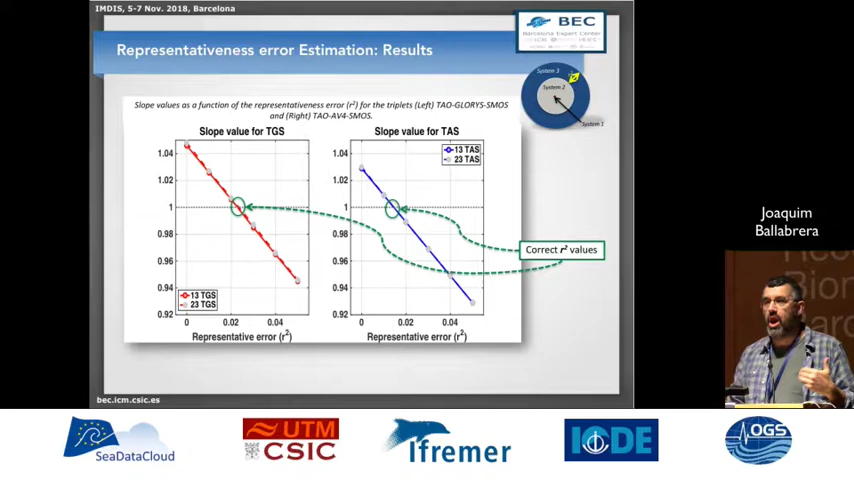 IMDIS, 5-7 Nov. 2018, Barcelona
Representativeness error Estimation: Results
BEC
Barcelona Expert Center
System 3
System 2
System 1
Slope values as a function of the representativeness error (r²) for the triplets (Left) TAO-GLORYS-SMOS
and (Right) TAO-AV4-SMOS.
Slope value for TGS
1.04
1.02
1
0.98
0.96
0.94
0.92
0
0.02
0.04
Representative error (r²)
13 TGS
23 TGS
Slope value for TAS
1.04
1.02
1
0.98
0.96
0.94
0.92
0
0.02
0.04
Representative error (r²)
13 TAS
23 TAS
Correct r² values
bec.icm.csic.es
Joaquim
Ballabrera
SeaDataCloud
UTM
CSIC
Ifremer
IODE
OGS